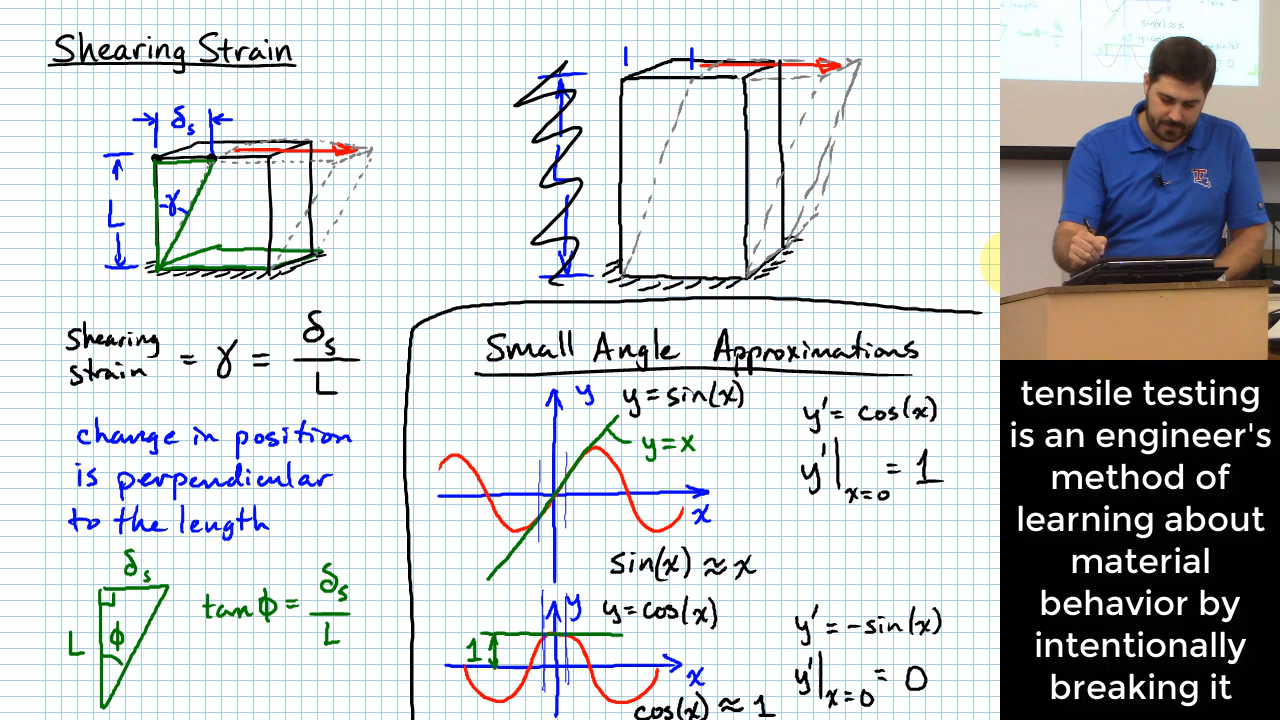 Shearing Strain
δₛ
γ
L
shearing
strain = γ = δₛ / L
change in position
is perpendicular
to the length
δₛ
L
ϕ
tan ϕ = δₛ / L
Small Angle Approximations
y
y = sin(x)
y = x
x
sin(x) ≈ x
y' = cos(x)
y'|x=0 = 1
y
y = cos(x)
1
x
cos(x) ≈ 1
y' = -sin(x)
y'|x=0 = 0
tensile testing
is an engineer's
method of
learning about
material
behavior by
intentionally
breaking it